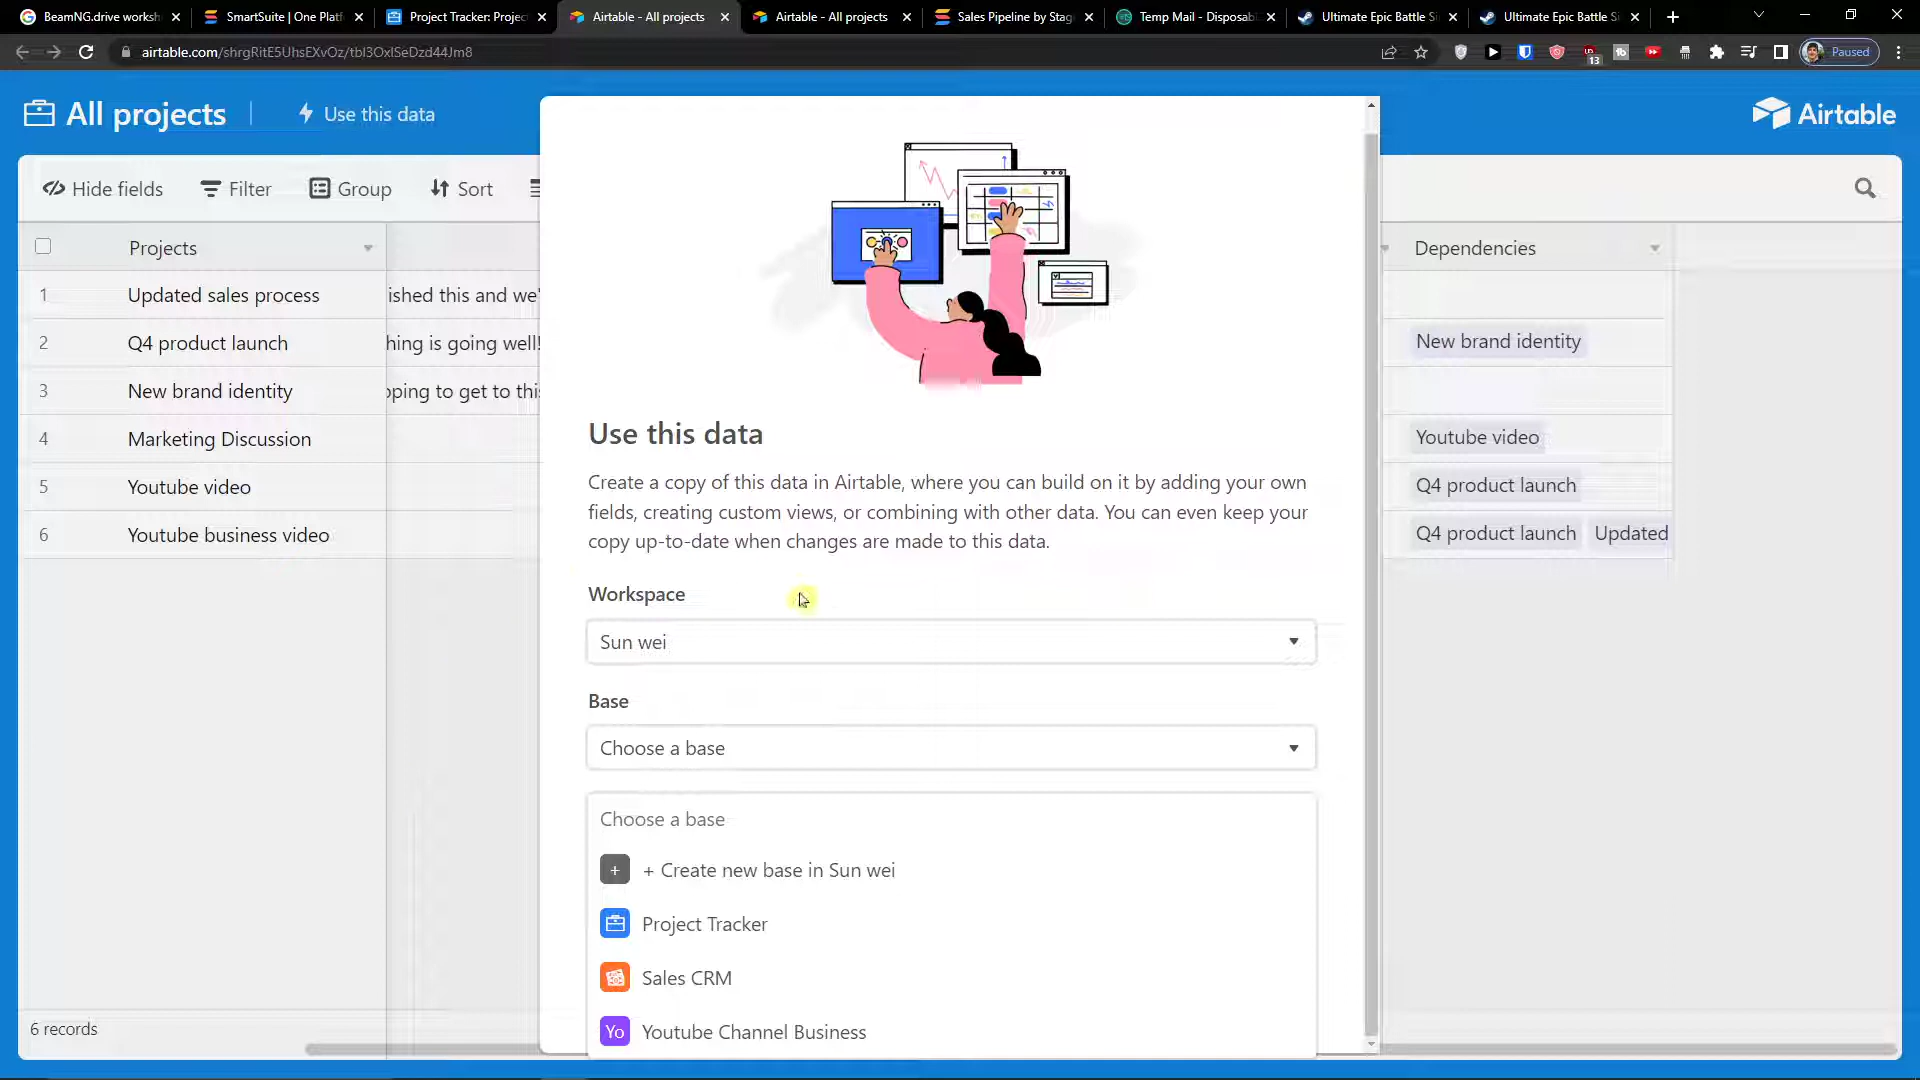 BeamNG.drive worksh
SmartSuite | One Platf
Project Tracker: Projec
Airtable - All projects
Airtable - All projects
Sales Pipeline by Stag
Temp Mail - Disposab
Ultimate Epic Battle Si
Ultimate Epic Battle Si
airtable.com/shrgRitE5UhsEXvOz/tbl3OxlSeDzd44Jm8
13
Paused
All projects
Use this data
Airtable
Hide fields
Filter
Group
Sort
Projects
Dependencies
1
Updated sales process
ished this and we'
2
Q4 product launch
hing is going well!
New brand identity
3
New brand identity
oping to get to this
4
Marketing Discussion
Youtube video
5
Youtube video
Q4 product launch
6
Youtube business video
Q4 product launch
Updated
6 records
Use this data
Create a copy of this data in Airtable, where you can build on it by adding your own
fields, creating custom views, or combining with other data. You can even keep your
copy up-to-date when changes are made to this data.
Workspace
Sun wei
Base
Choose a base
Choose a base
+ Create new base in Sun wei
Project Tracker
Sales CRM
Yo
Youtube Channel Business